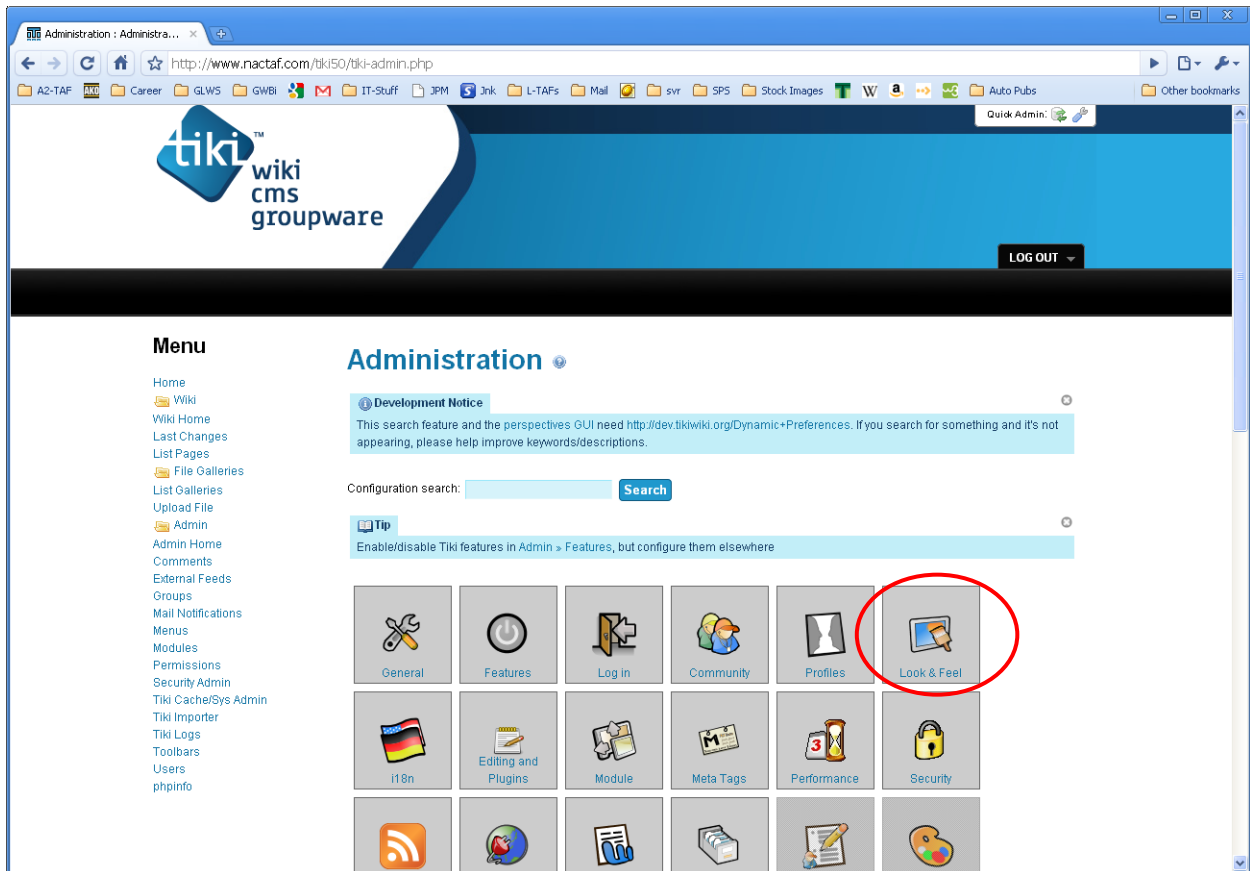 Administration : Administra...
http://www.nactaf.com/tiki50/tiki-admin.php
A2-TAF AKO Career GLWS GWBi IT-Stuff JPM Jnk L-TAFs Mail svr SPS Stock Images T W a Auto Pubs Other bookmarks
Quick Admin:
tiki™
wiki
cms
groupware
LOG OUT
Menu
Home
Wiki
Wiki Home
Last Changes
List Pages
File Galleries
List Galleries
Upload File
Admin
Admin Home
Comments
External Feeds
Groups
Mail Notifications
Menus
Modules
Permissions
Security Admin
Tiki Cache/Sys Admin
Tiki Importer
Tiki Logs
Toolbars
Users
phpinfo
Administration
Development Notice
This search feature and the perspectives GUI need http://dev.tikiwiki.org/Dynamic+Preferences. If you search for something and it's not
appearing, please help improve keywords/descriptions.
Configuration search: Search
Tip
Enable/disable Tiki features in Admin » Features, but configure them elsewhere
General Features Log in Community Profiles Look & Feel
i18n Editing and
Plugins Module Meta Tags Performance Security